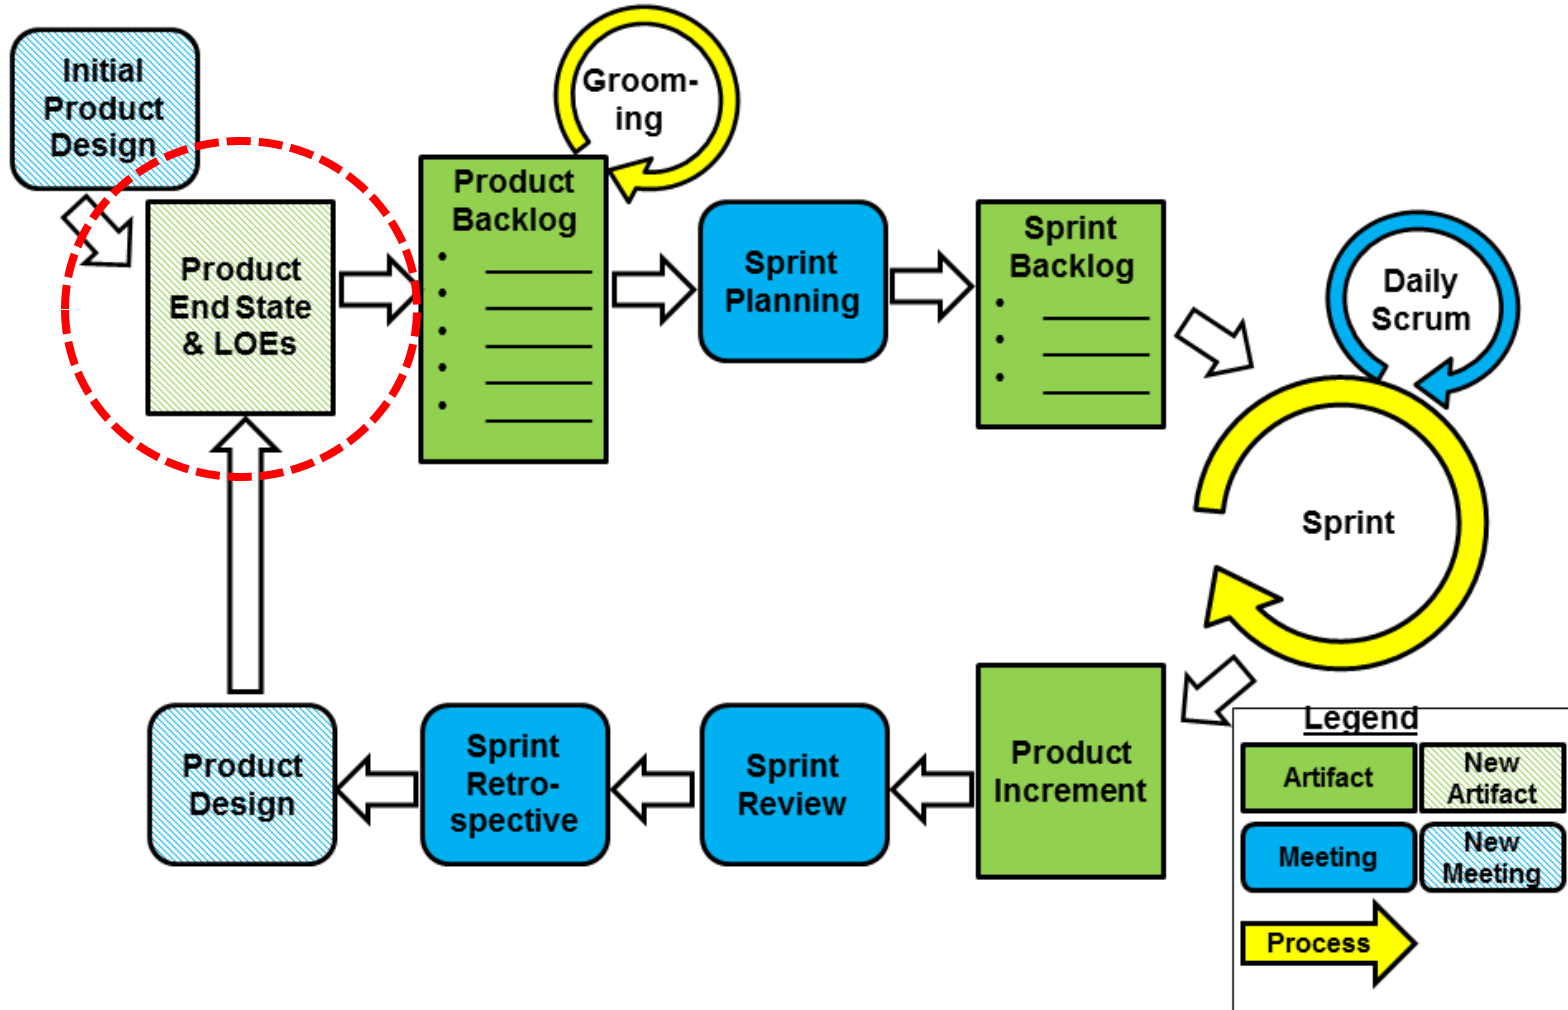 Initial
Product
Design
Groom-
ing
Product
End State
& LOEs
Product
Backlog
Sprint
Planning
Sprint
Backlog
Daily
Scrum
Sprint
Product
Increment
Sprint
Review
Sprint
Retro-
spective
Product
Design
Legend
Artifact
New
Artifact
Meeting
New
Meeting
Process